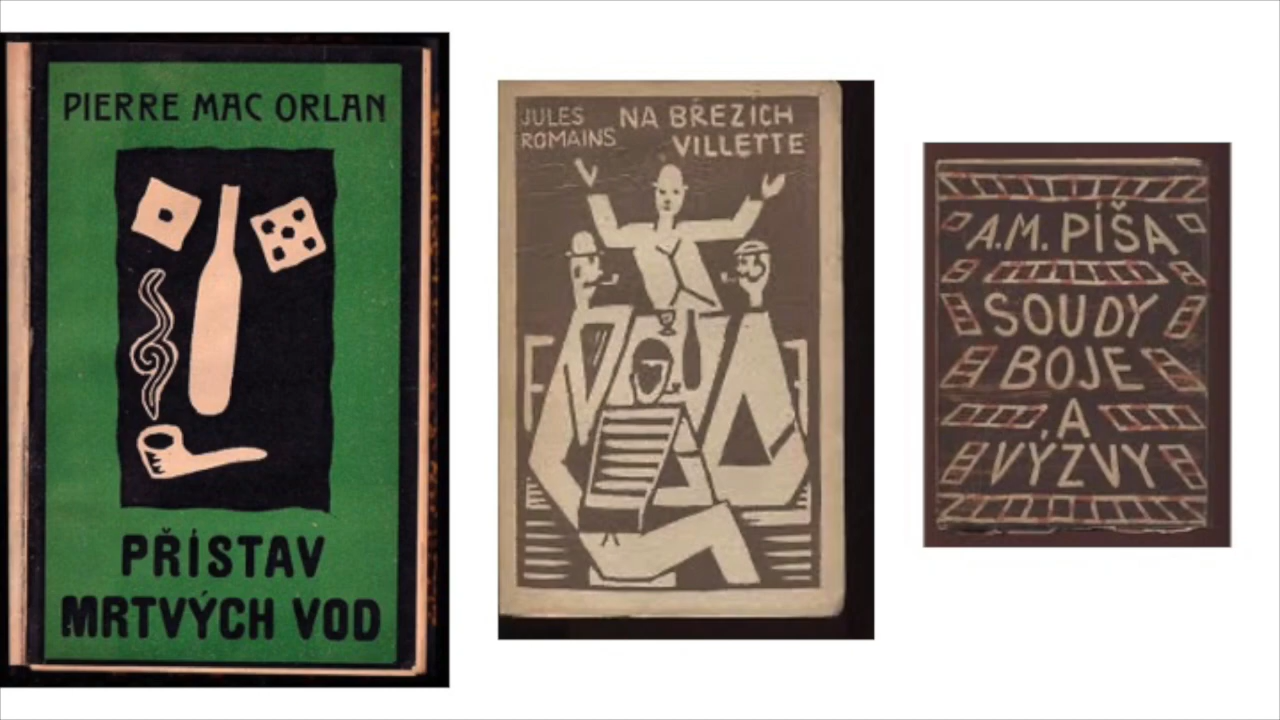 PIERRE MAC ORLAN
PŘÍSTAV
MRTVÝCH VOD
JULES
ROMAINS
NA BŘEZÍCH
VILLETTE
A.M. PÍŠA
SOUDY
BOJE
A
VÝZVY